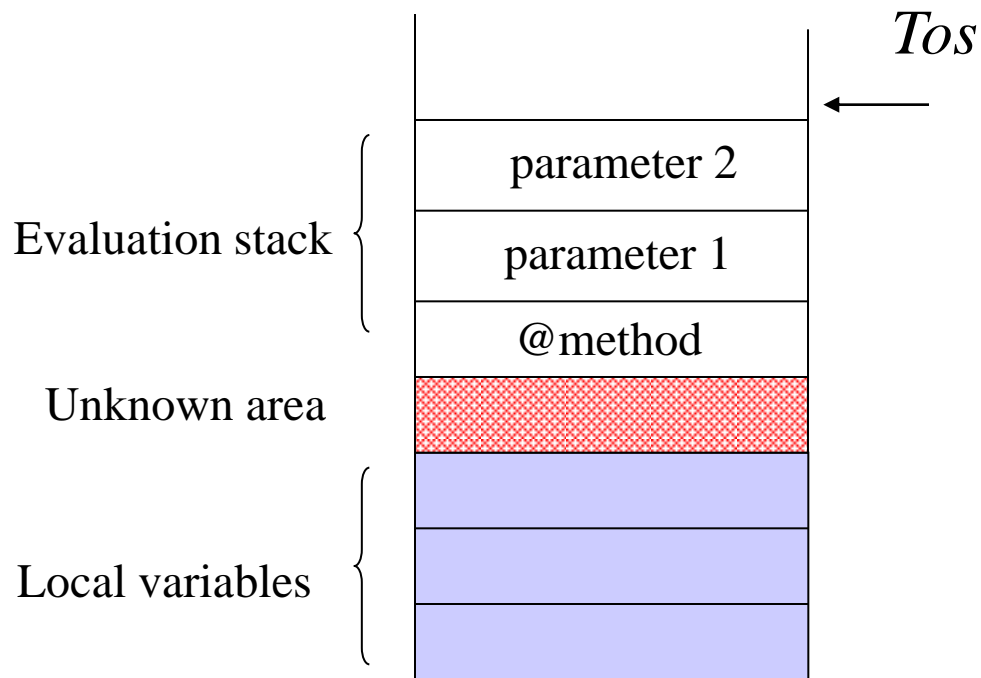 Tos
parameter 2
Evaluation stack
parameter 1
@method
Unknown area
Local variables